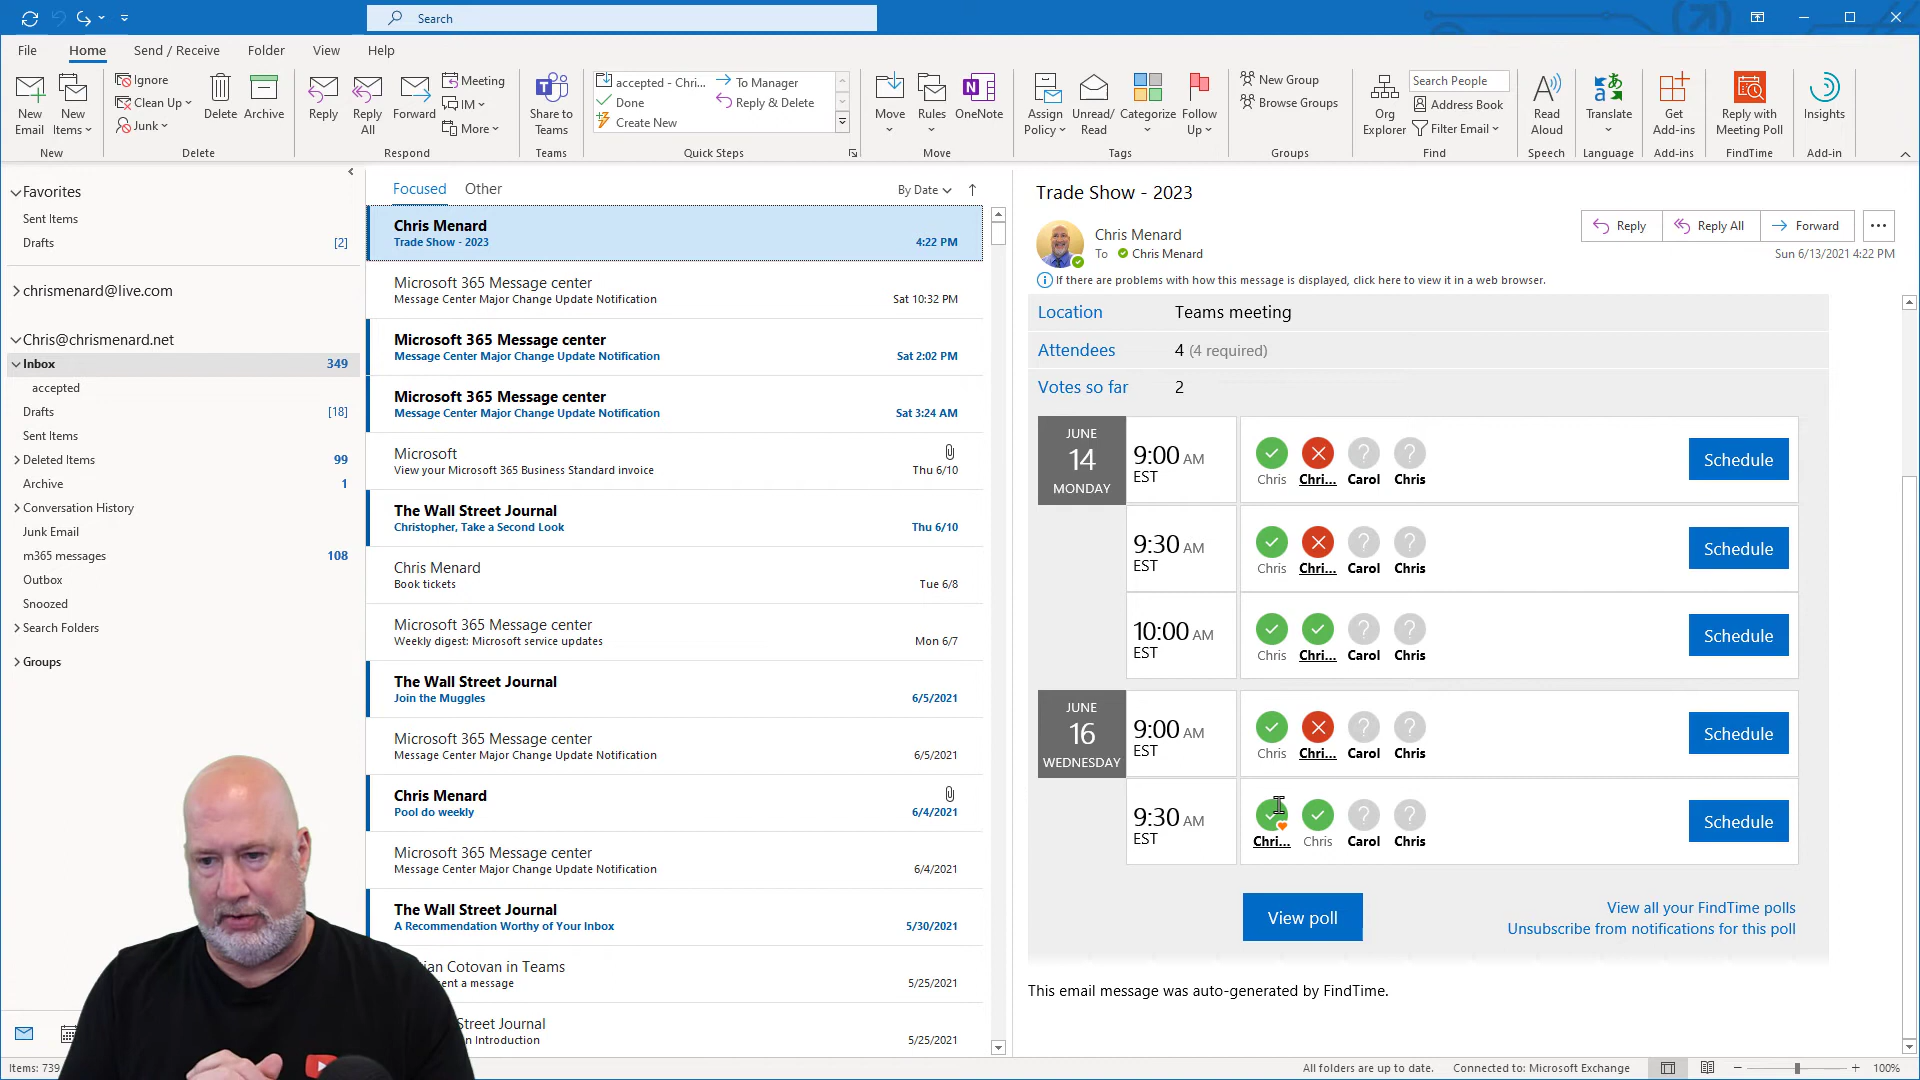 Search
File Home Send / Receive Folder View Help
New Email
New Items
New
Ignore
Clean Up
Junk
Delete
Archive
Delete
Reply
Reply All
Forward
Meeting
IM
More
Respond
Share to Teams
Teams
accepted - Chri...
Done
Create New
To Manager
Reply & Delete
Quick Steps
Move
Rules
OneNote
Move
Assign Policy
Unread/ Read
Categorize
Follow Up
Tags
New Group
Browse Groups
Groups
Org Explorer
Search People
Address Book
Filter Email
Find
Read Aloud
Speech
Translate
Language
Get Add-ins
Add-ins
Reply with Meeting Poll
FindTime
Insights
Add-in
Favorites
Sent Items
Drafts [2]
chrismenard@live.com
Chris@chrismenard.net
Inbox 349
accepted
Drafts [18]
Sent Items
Deleted Items 99
Archive 1
Conversation History
Junk Email
m365 messages 108
Outbox
Snoozed
Search Folders
Groups
Items: 739
Focused Other By Date
Chris Menard
Trade Show - 2023 4:22 PM
Microsoft 365 Message center
Message Center Major Change Update Notification Sat 10:32 PM
Microsoft 365 Message center
Message Center Major Change Update Notification Sat 2:02 PM
Microsoft 365 Message center
Message Center Major Change Update Notification Sat 3:24 AM
Microsoft
View your Microsoft 365 Business Standard invoice Thu 6/10
The Wall Street Journal
Christopher, Take a Second Look Thu 6/10
Chris Menard
Book tickets Tue 6/8
Microsoft 365 Message center
Weekly digest: Microsoft service updates Mon 6/7
The Wall Street Journal
Join the Muggles 6/5/2021
Microsoft 365 Message center
Message Center Major Change Update Notification 6/5/2021
Chris Menard
Pool do weekly 6/4/2021
Microsoft 365 Message center
Message Center Major Change Update Notification 6/4/2021
The Wall Street Journal
A Recommendation Worthy of Your Inbox 5/30/2021
Cotovan in Teams
a message 5/25/2021
Street Journal
Introduction 5/25/2021
Trade Show - 2023
Chris Menard
To Chris Menard
Reply Reply All Forward
Sun 6/13/2021 4:22 PM
If there are problems with how this message is displayed, click here to view it in a web browser.
Location Teams meeting
Attendees 4 (4 required)
Votes so far 2
JUNE
14
MONDAY
9:00 AM
EST
Chris Chri... Carol Chris
Schedule
9:30 AM
EST
Chris Chri... Carol Chris
Schedule
10:00 AM
EST
Chris Chri... Carol Chris
Schedule
JUNE
16
WEDNESDAY
9:00 AM
EST
Chris Chri... Carol Chris
Schedule
9:30 AM
EST
Chri... Chris Carol Chris
Schedule
View poll
View all your FindTime polls
Unsubscribe from notifications for this poll
This email message was auto-generated by FindTime.
All folders are up to date. Connected to: Microsoft Exchange 100%